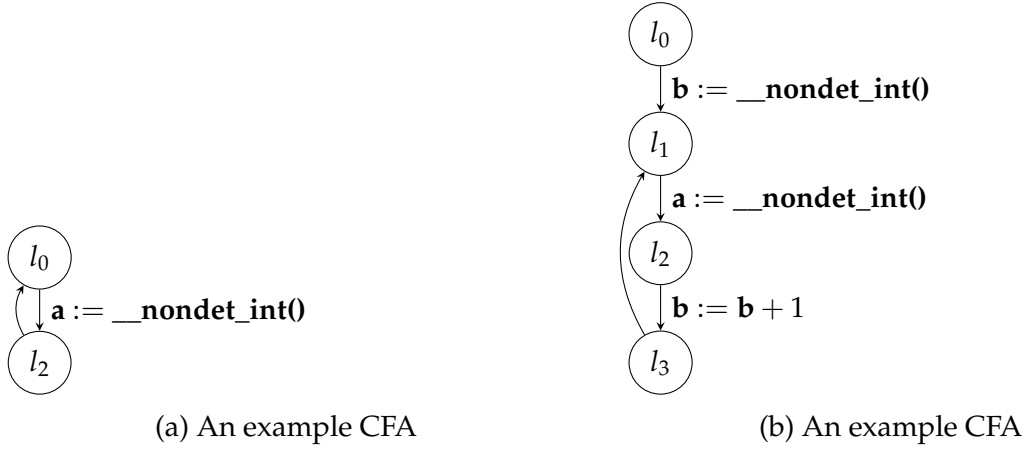 l₀
a := __nondet_int()
l₂
(a) An example CFA
l₀
b := __nondet_int()
l₁
a := __nondet_int()
l₂
b := b + 1
l₃
(b) An example CFA